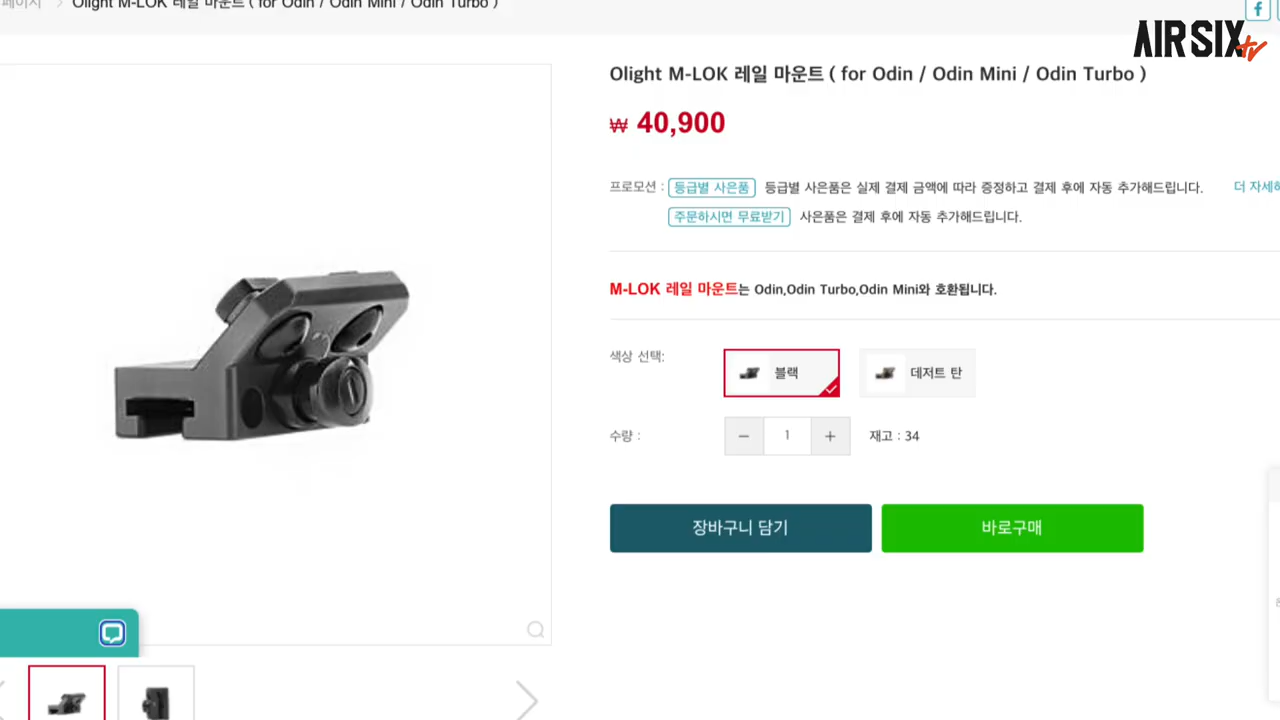 페이지 > Olight M-LOK 레일 마운트 ( for Odin / Odin Mini / Odin Turbo )
AIR SIX tv
Olight M-LOK 레일 마운트 ( for Odin / Odin Mini / Odin Turbo )
₩ 40,900
프로모션 : 등급별 사은품 등급별 사은품은 실제 결제 금액에 따라 증정하고 결제 후에 자동 추가해드립니다. 더 자세히
주문하시면 무료받기 사은품은 결제 후에 자동 추가해드립니다.
M-LOK 레일 마운트는 Odin,Odin Turbo,Odin Mini와 호환됩니다.
색상 선택: 블랙 데저트 탄
수량 : − 1 + 재고 : 34
장바구니 담기 바로구매